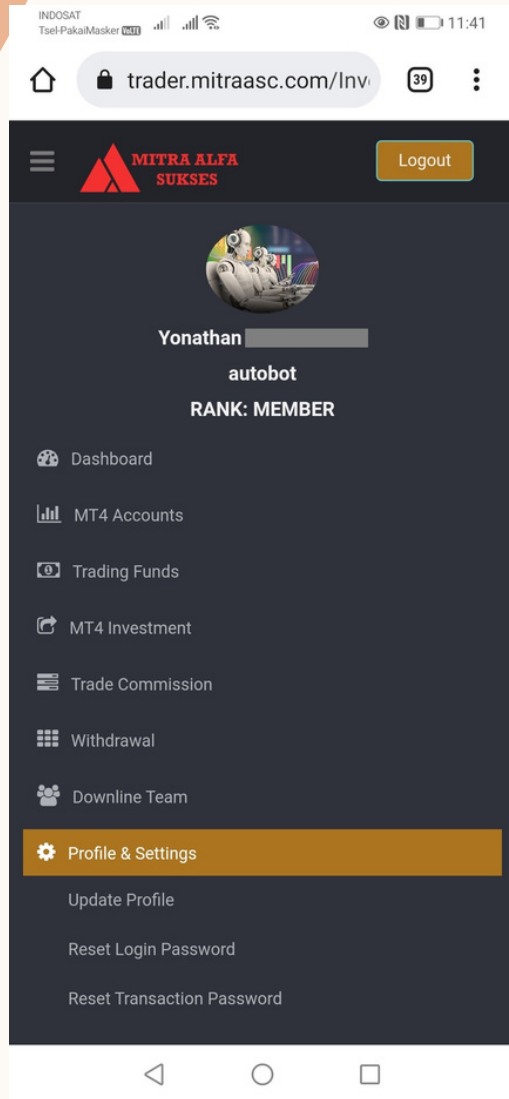 INDOSAT
Tsel-PakaiMasker VoLTE
11:41
trader.mitraasc.com/Inv
39
MITRA ALFA
SUKSES
Logout
Yonathan
autobot
RANK: MEMBER
Dashboard
MT4 Accounts
Trading Funds
MT4 Investment
Trade Commission
Withdrawal
Downline Team
Profile & Settings
Update Profile
Reset Login Password
Reset Transaction Password